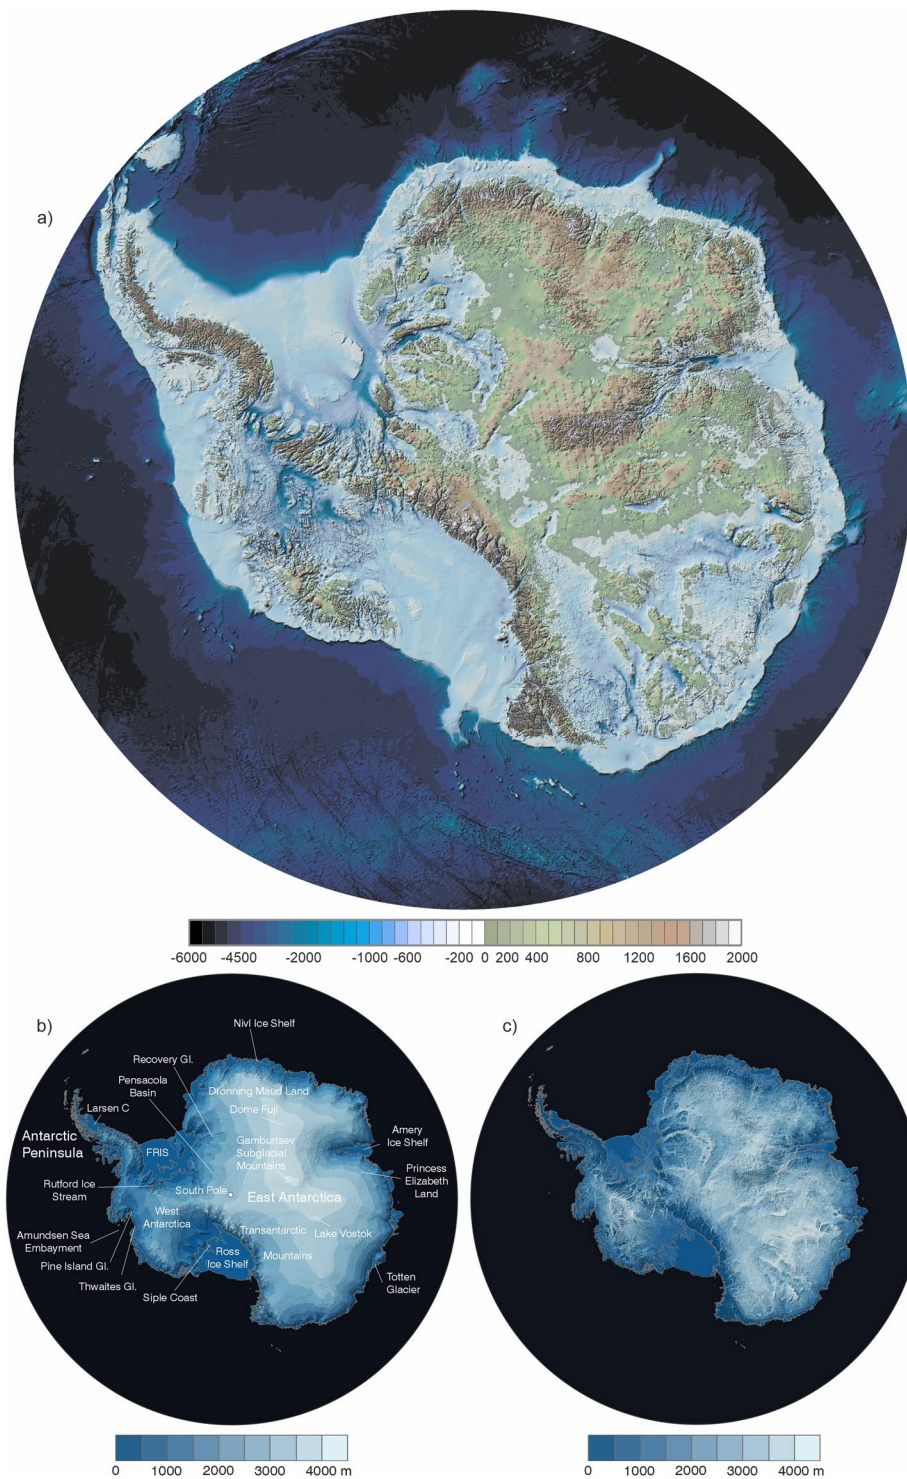 a)
-6000 -4500 -2000 -1000 -600 -200 0 200 400 800 1200 1600 2000
b)
Nivl Ice Shelf
Recovery Gl.
Pensacola
Basin
Dronning Maud Land
Dome Fuji
Larsen C
Antarctic
Peninsula
FRIS
Gamburtsev
Subglacial
Mountains
Amery
Ice Shelf
Princess
Elizabeth
Land
Rutford Ice
Stream
South Pole
East Antarctica
West
Antarctica
Amundsen Sea
Embayment
Transantarctic
Mountains
Lake Vostok
Ross
Ice Shelf
Pine Island Gl.
Thwaites Gl.
Siple Coast
Totten
Glacier
0 1000 2000 3000 4000 m
c)
0 1000 2000 3000 4000 m